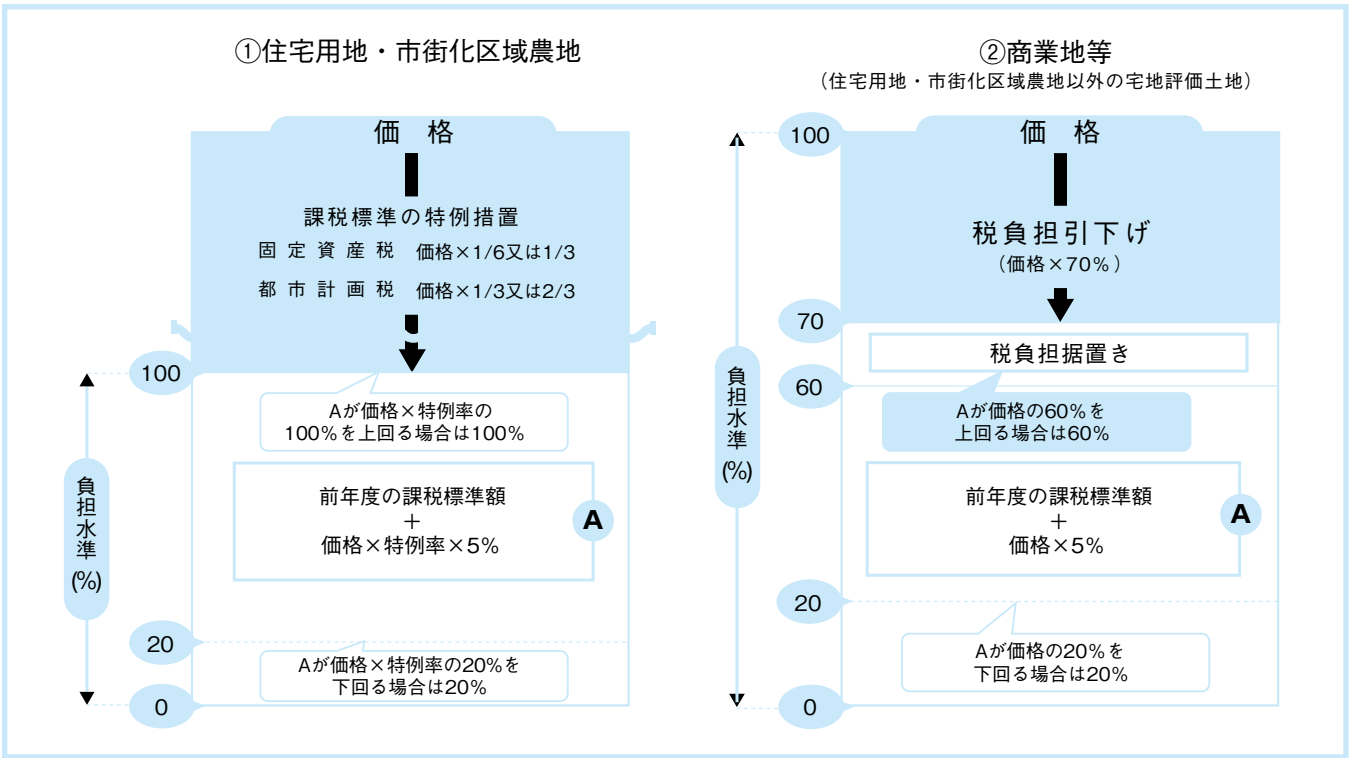 ①住宅用地・市街化区域農地
価格
課税標準の特例措置
固定資産税 価格×1/6又は1/3
都市計画税 価格×1/3又は2/3
100
Aが価格×特例率の
100%を上回る場合は100%
負担水準(%)
前年度の課税標準額
+
価格×特例率×5%
A
20
Aが価格×特例率の20%を
下回る場合は20%
0
②商業地等
(住宅用地・市街化区域農地以外の宅地評価土地)
100
価格
税負担引下げ
(価格×70%)
70
税負担据置き
60
Aが価格の60%を
上回る場合は60%
負担水準(%)
前年度の課税標準額
+
価格×5%
A
20
Aが価格の20%を
下回る場合は20%
0